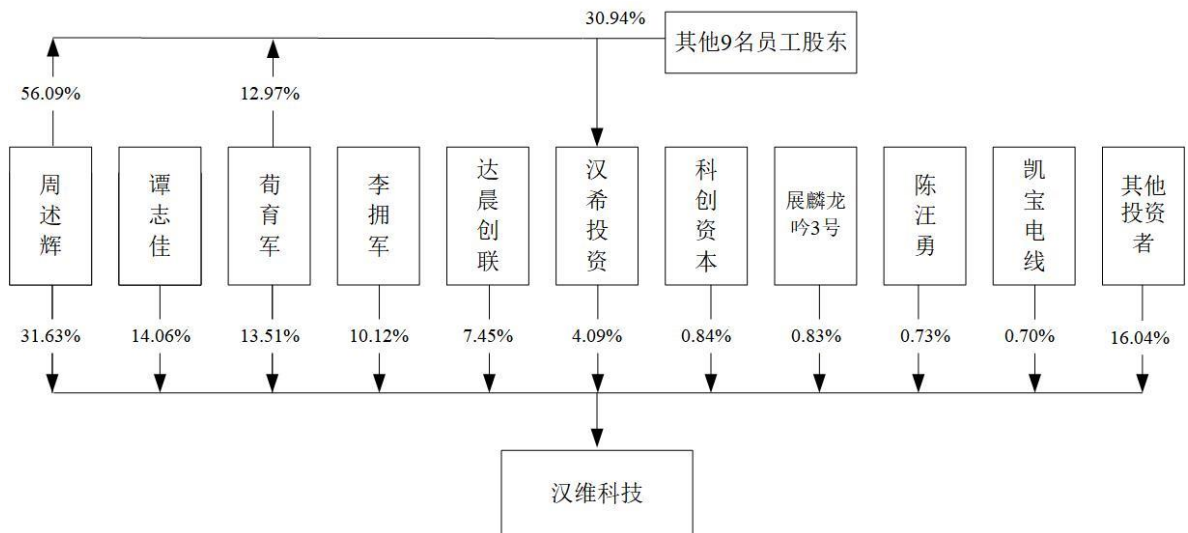 30.94%
其他9名员工股东
56.09%
12.97%
周述辉
谭志佳
荀育军
李拥军
达晨创联
汉希投资
科创资本
展麟龙
吟3号
陈汪勇
凯宝电线
其他
投资
者
31.63%
14.06%
13.51%
10.12%
7.45%
4.09%
0.84%
0.83%
0.73%
0.70%
16.04%
汉维科技